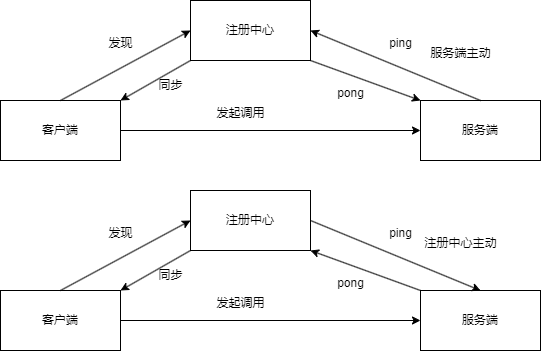 注册中心
发现
ping
服务端主动
同步
pong
发起调用
客户端
服务端
注册中心
发现
ping
注册中心主动
同步
pong
发起调用
客户端
服务端